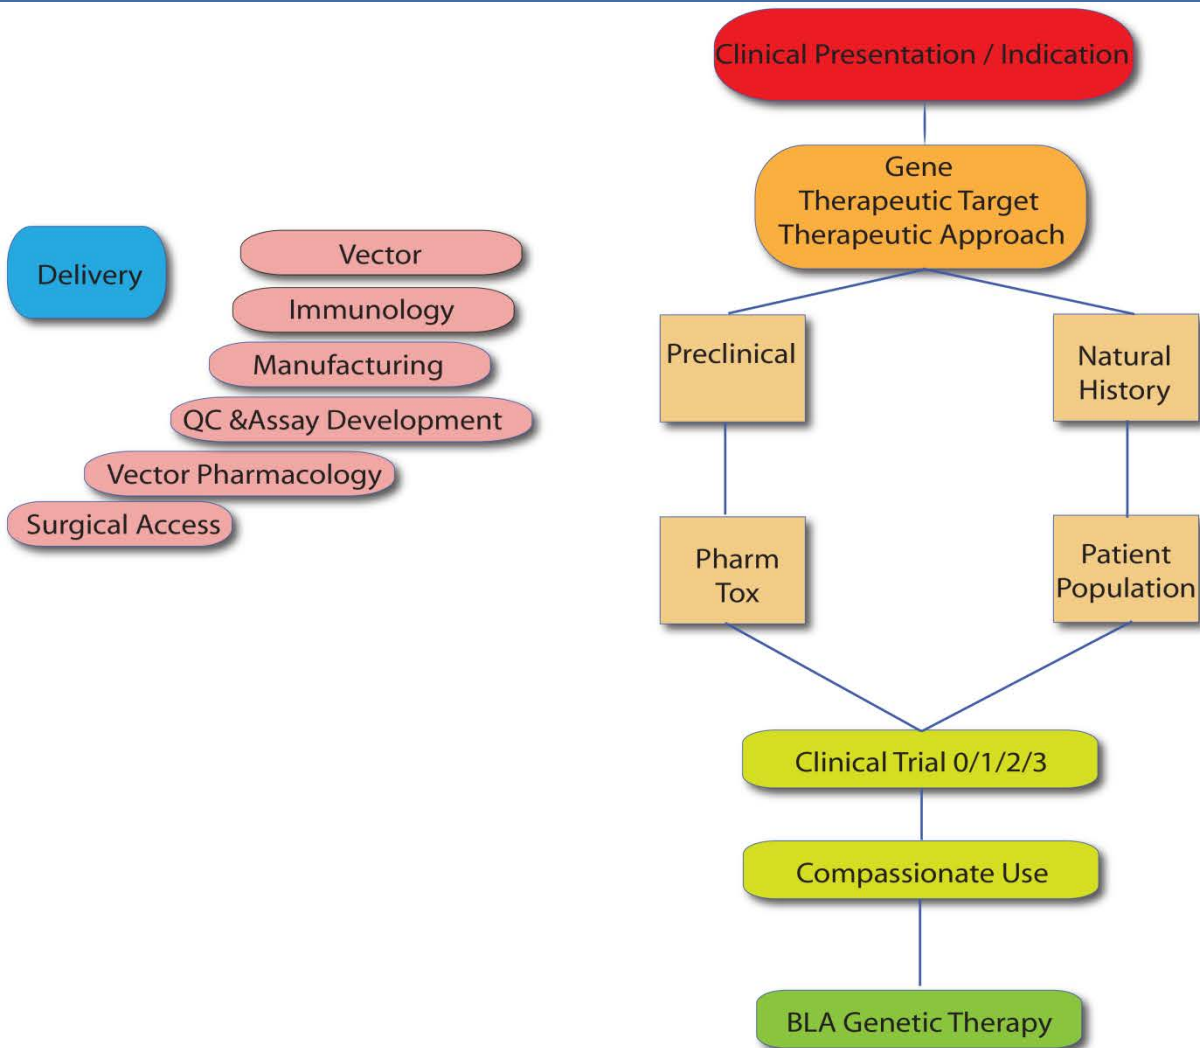 Clinical Presentation / Indication
Gene
Therapeutic Target
Therapeutic Approach
Delivery
Vector
Immunology
Manufacturing
QC &Assay Development
Vector Pharmacology
Surgical Access
Preclinical
Natural
History
Pharm
Tox
Patient
Population
Clinical Trial 0/1/2/3
Compassionate Use
BLA Genetic Therapy